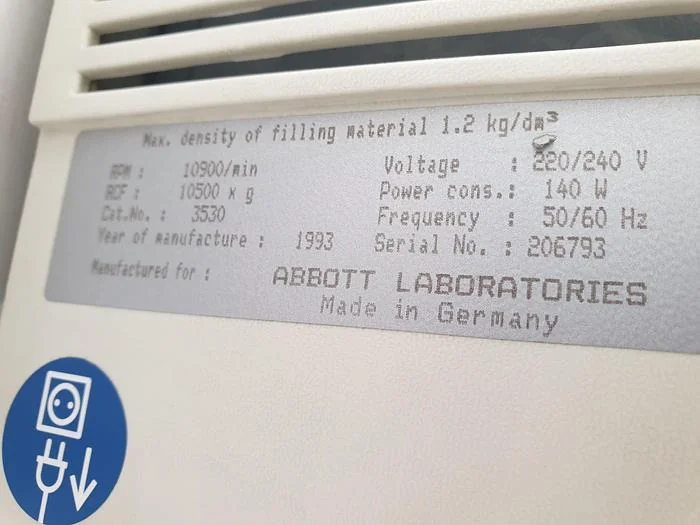 Max. density of filling material 1.2 kg/dm³
RPM : 10900/min Voltage : 220/240 V
RCF : 10500 x g Power cons.: 140 W
Cat.No. : 3530 Frequency : 50/60 Hz
Year of manufacture : 1993 Serial No. : 206793
Manufactured for : ABBOTT LABORATORIES
Made in Germany